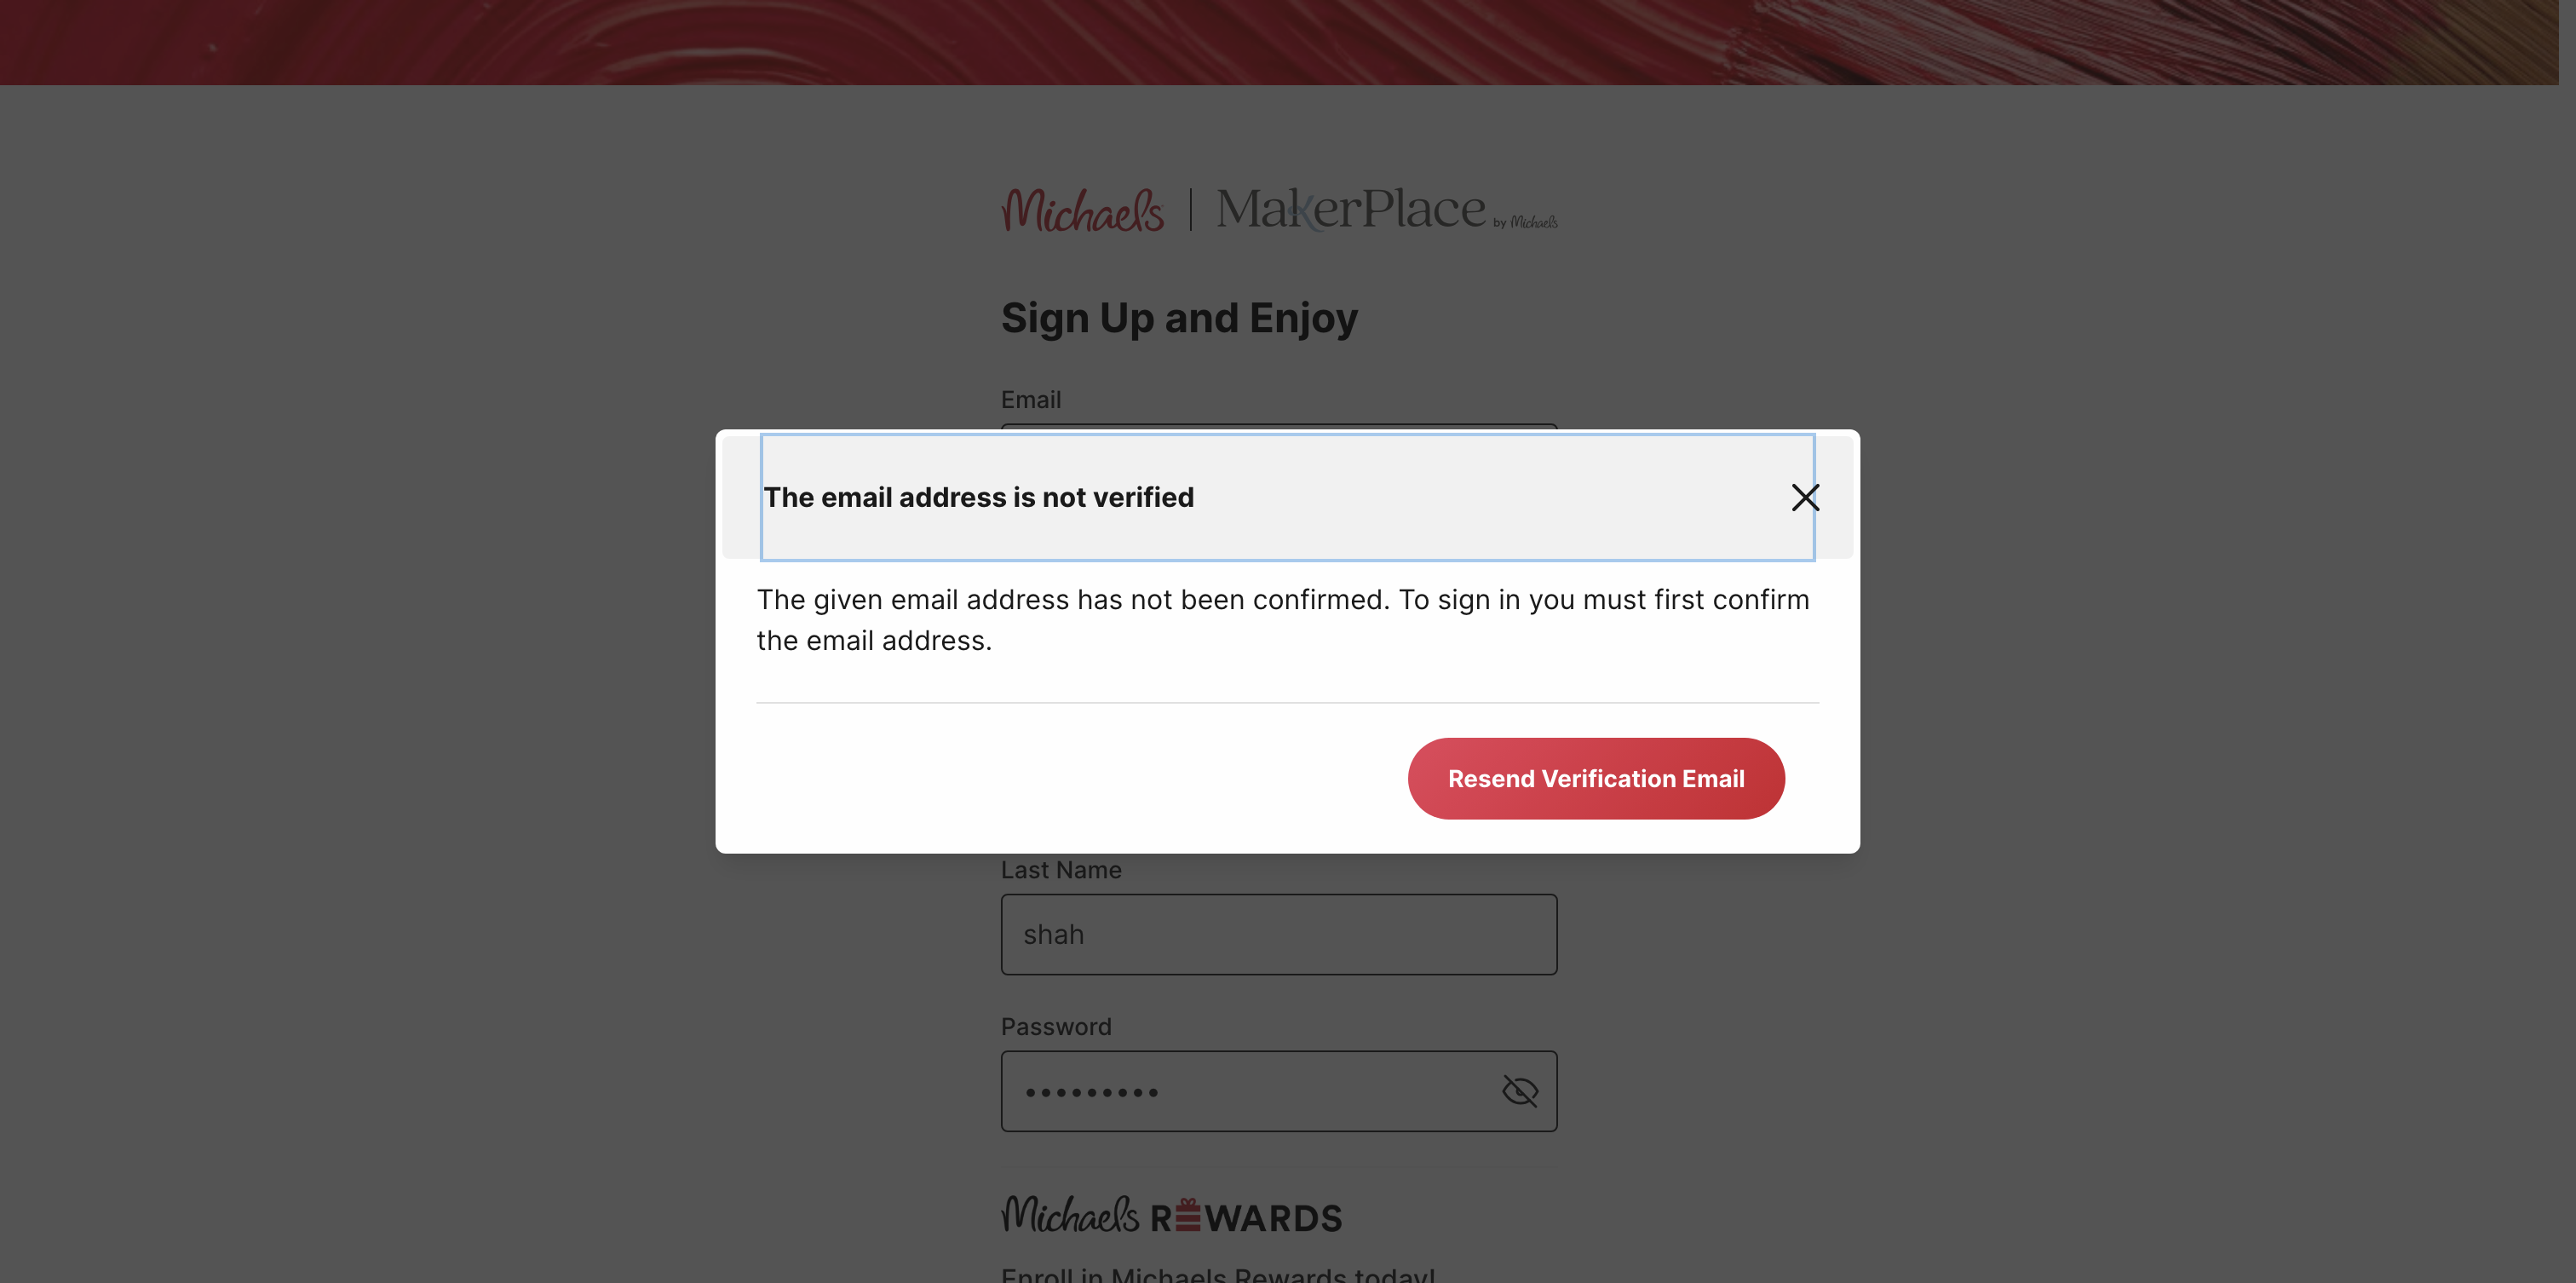 Michaels | MakerPlace by Michaels
Sign Up and Enjoy
Email
The email address is not verified
The given email address has not been confirmed. To sign in you must first confirm
the email address.
Resend Verification Email
Last Name
shah
Password
•••••••••
Michaels REWARDS
Enroll in Michaels Rewards today!